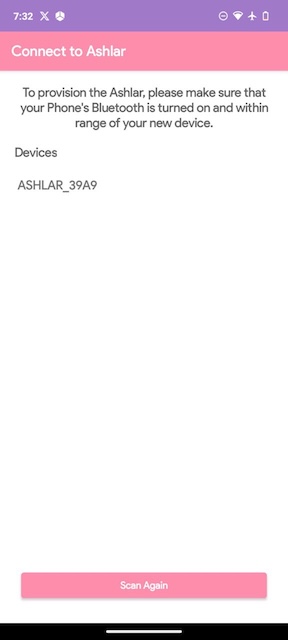 7:32
Connect to Ashlar
To provision the Ashlar, please make sure that
your Phone's Bluetooth is turned on and within
range of your new device.
Devices
ASHLAR_39A9
Scan Again